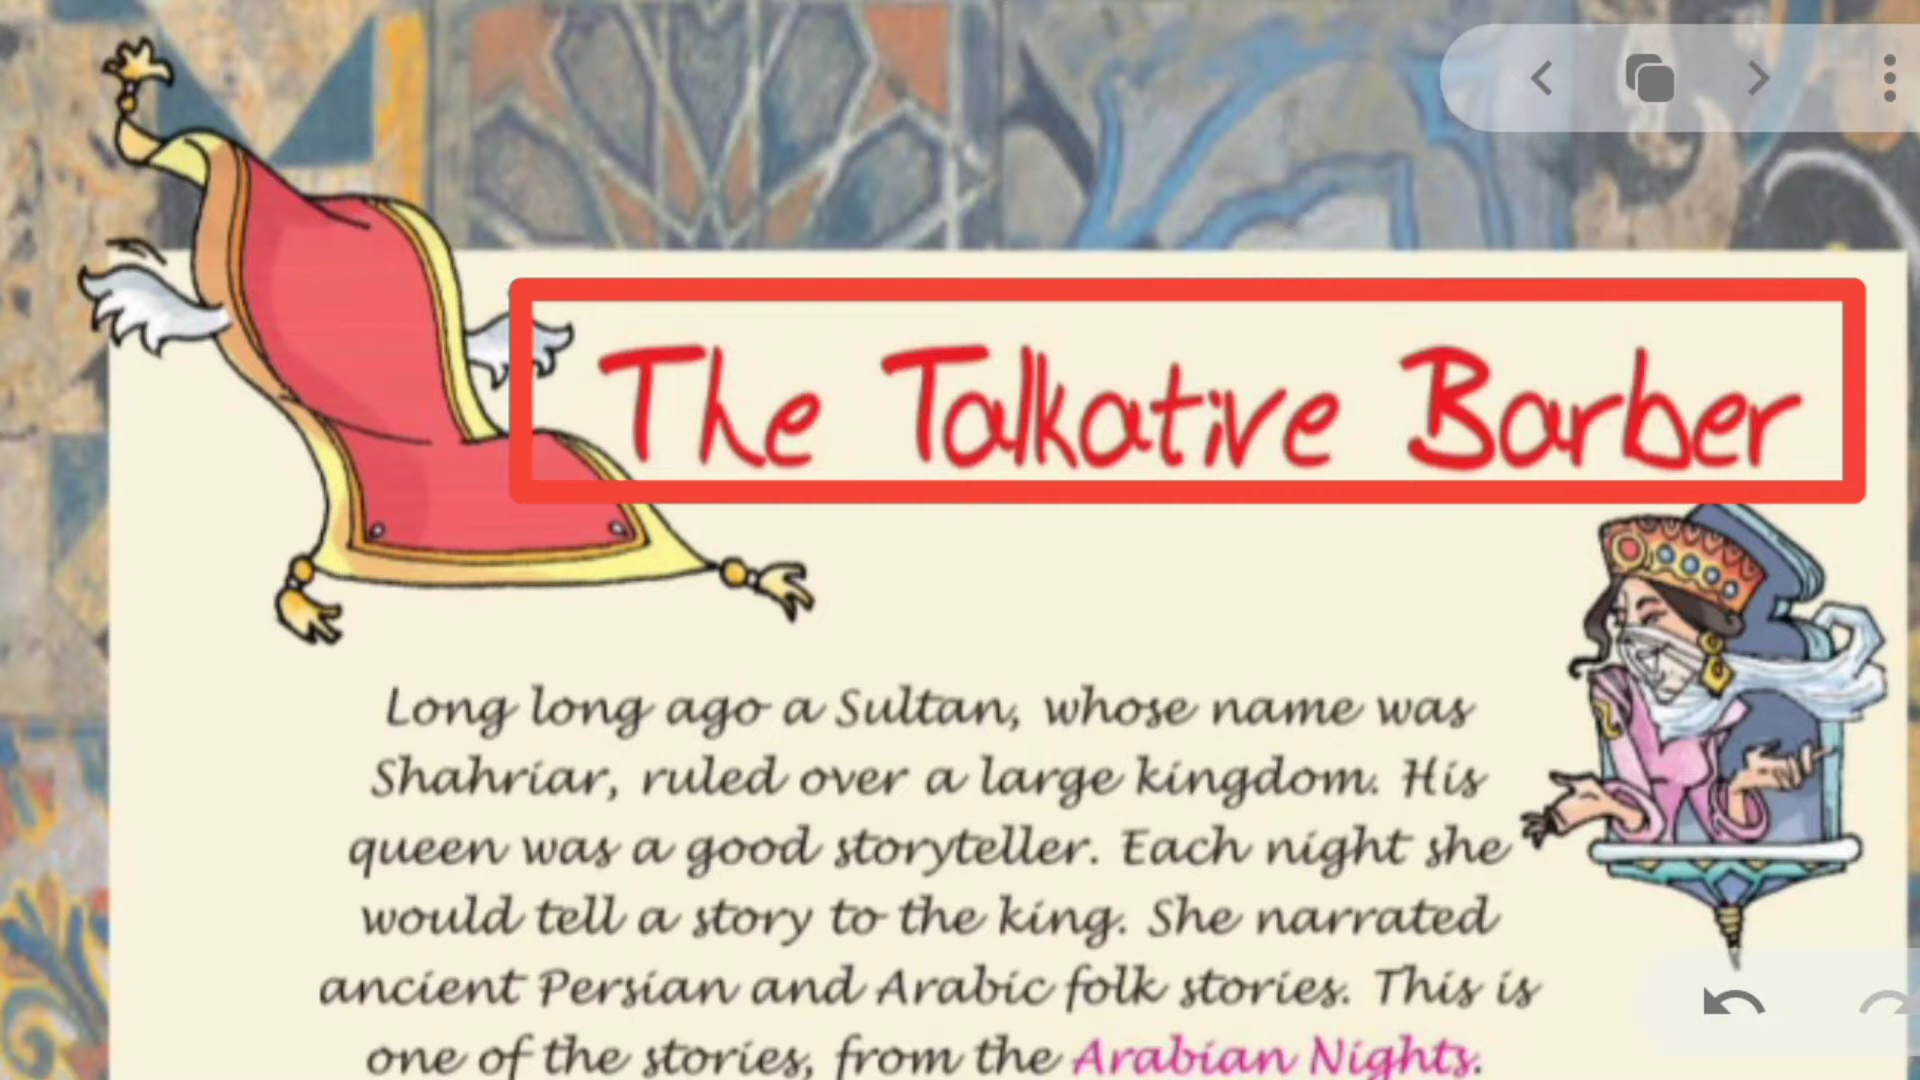 The Talkative Barber
Long long ago a Sultan, whose name was
Shahriar, ruled over a large kingdom. His
queen was a good storyteller. Each night she
would tell a story to the king. She narrated
ancient Persian and Arabic folk stories. This is
one of the stories, from the Arabian Nights.